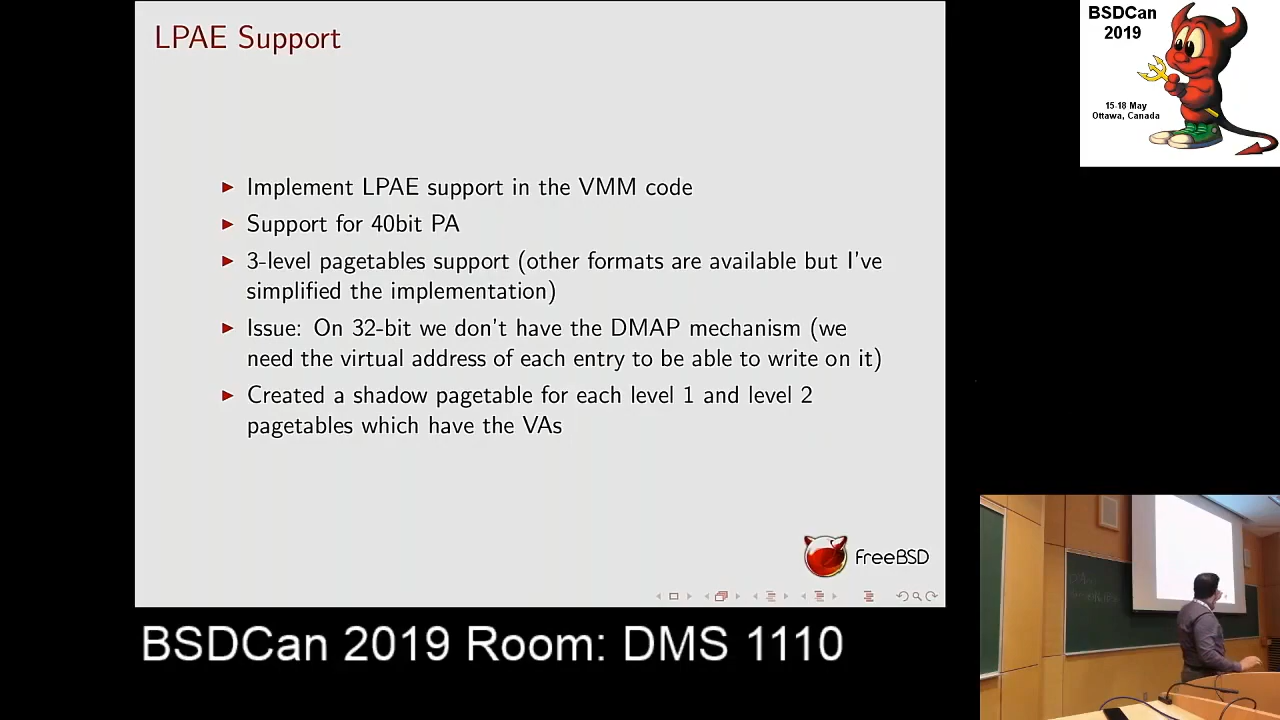 LPAE Support
Implement LPAE support in the VMM code
Support for 40bit PA
3-level pagetables support (other formats are available but I've
simplified the implementation)
Issue: On 32-bit we don't have the DMAP mechanism (we
need the virtual address of each entry to be able to write on it)
Created a shadow pagetable for each level 1 and level 2
pagetables which have the VAs
FreeBSD
BSDCan
2019
15-18 May
Ottawa, Canada
BSDCan 2019 Room: DMS 1110